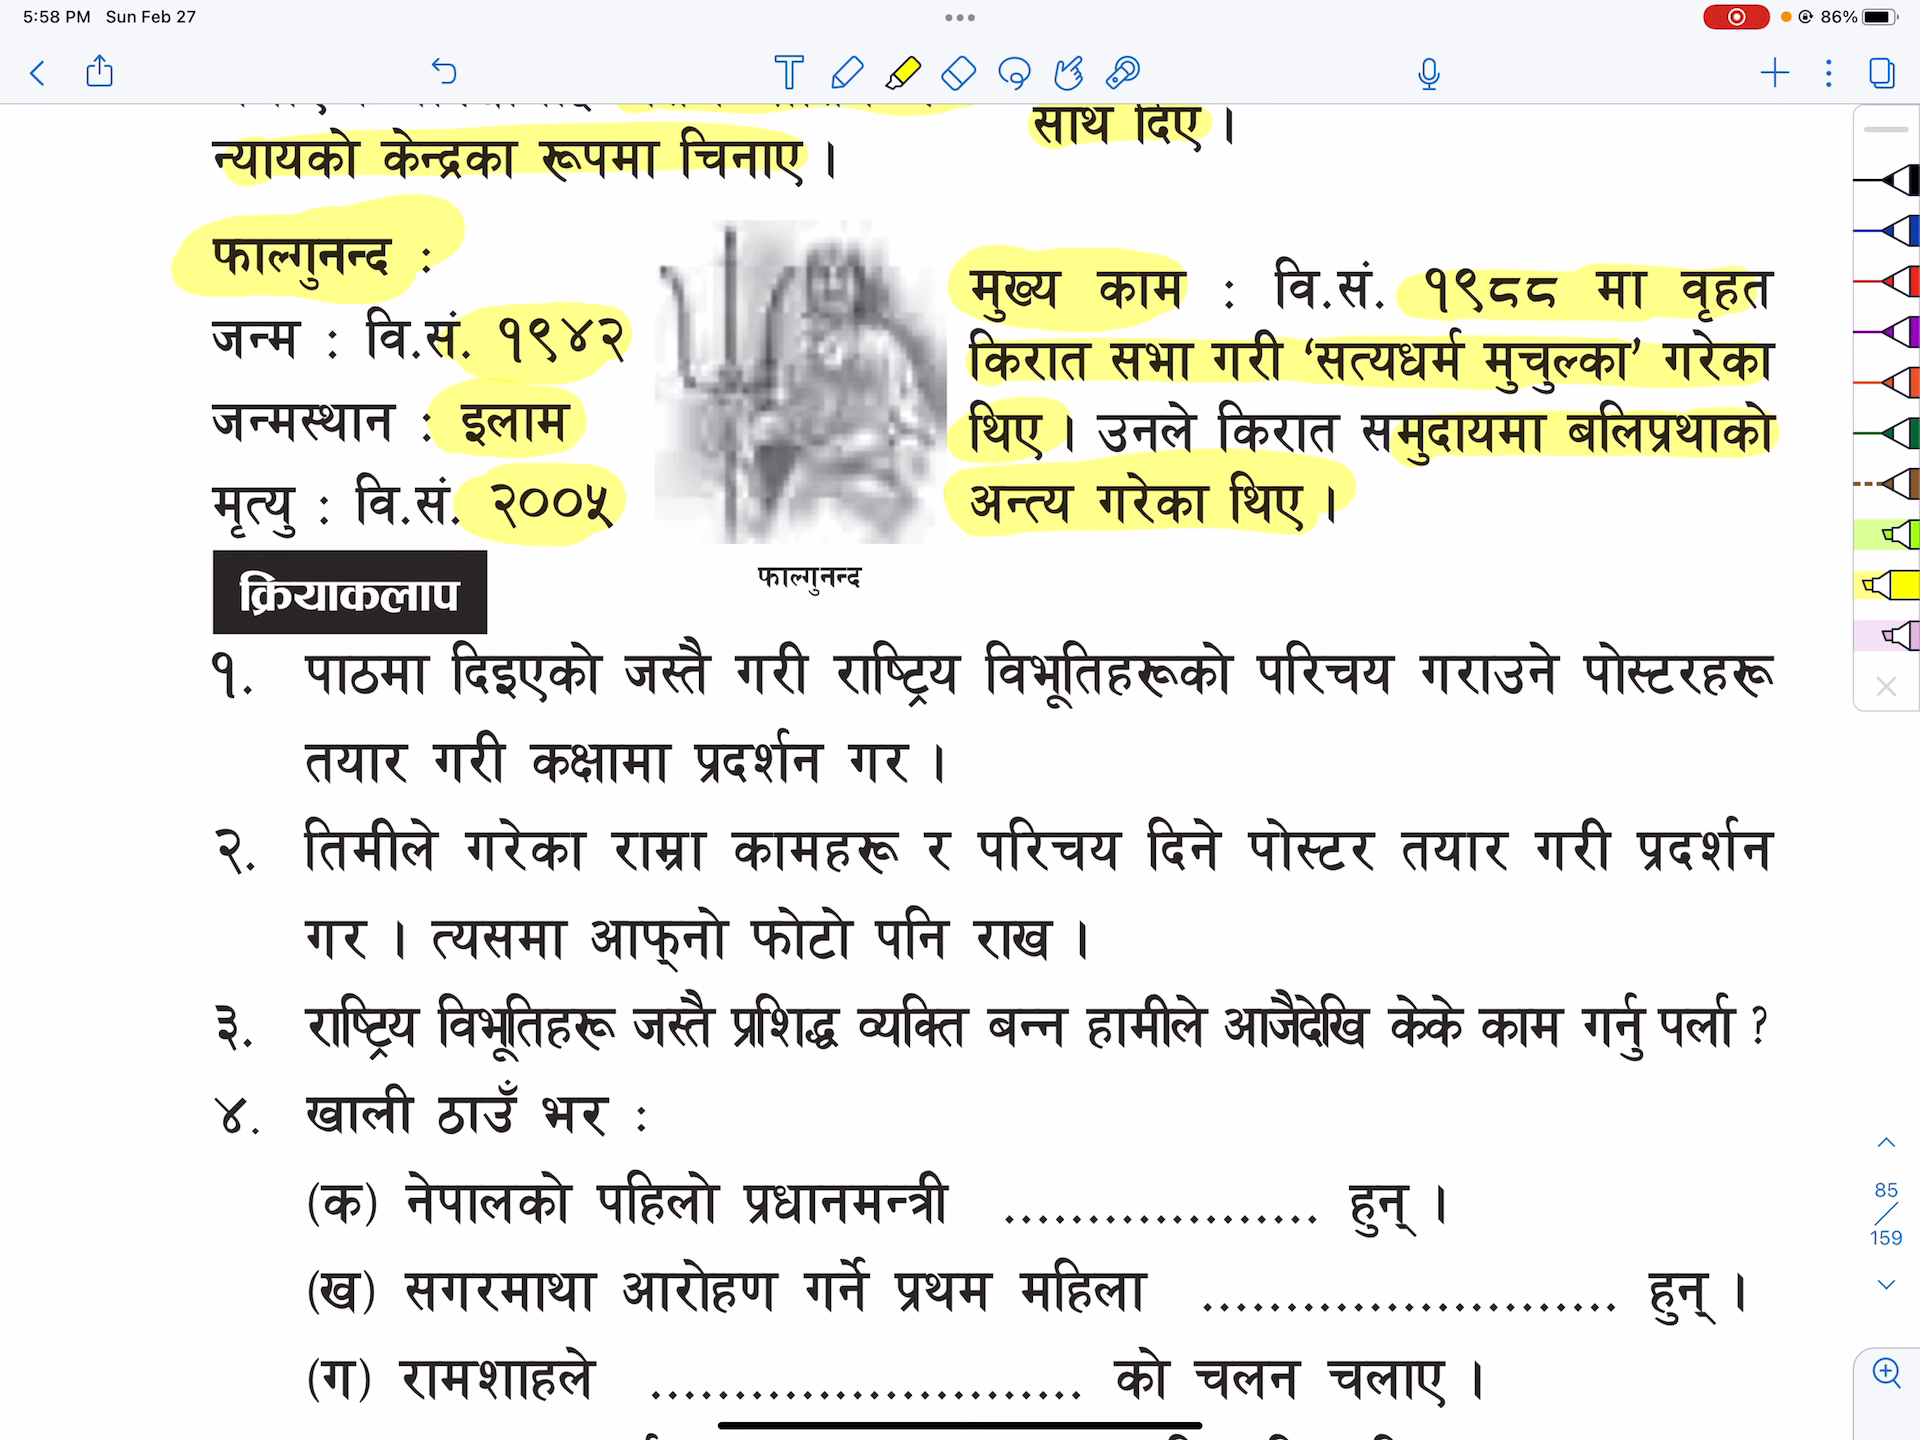 5:58 PM Sun Feb 27
86%
साथ दिए ।
न्यायको केन्द्रका रूपमा चिनाए ।
फाल्गुनन्द :
जन्म : वि.सं. १९४२
जन्मस्थान : इलाम
मृत्यु : वि.सं. २००५
फाल्गुनन्द
मुख्य काम : वि.सं. १९८८ मा वृहत
किरात सभा गरी ‘सत्यधर्म मुचुल्का’ गरेका
थिए । उनले किरात समुदायमा बलिप्रथाको
अन्त्य गरेका थिए ।
क्रियाकलाप
१. पाठमा दिइएको जस्तै गरी राष्ट्रिय विभूतिहरूको परिचय गराउने पोस्टरहरू
तयार गरी कक्षामा प्रदर्शन गर ।
२. तिमीले गरेका राम्रा कामहरू र परिचय दिने पोस्टर तयार गरी प्रदर्शन
गर । त्यसमा आफ्नो फोटो पनि राख ।
३. राष्ट्रिय विभूतिहरू जस्तै प्रशिद्ध व्यक्ति बन्न हामीले आजैदेखि केके काम गर्नु पर्ला ?
४. खाली ठाउँ भर :
(क) नेपालको पहिलो प्रधानमन्त्री ................... हुन् ।
(ख) सगरमाथा आरोहण गर्ने प्रथम महिला ......................... हुन् ।
(ग) रामशाहले .......................... को चलन चलाए ।
85
/
159